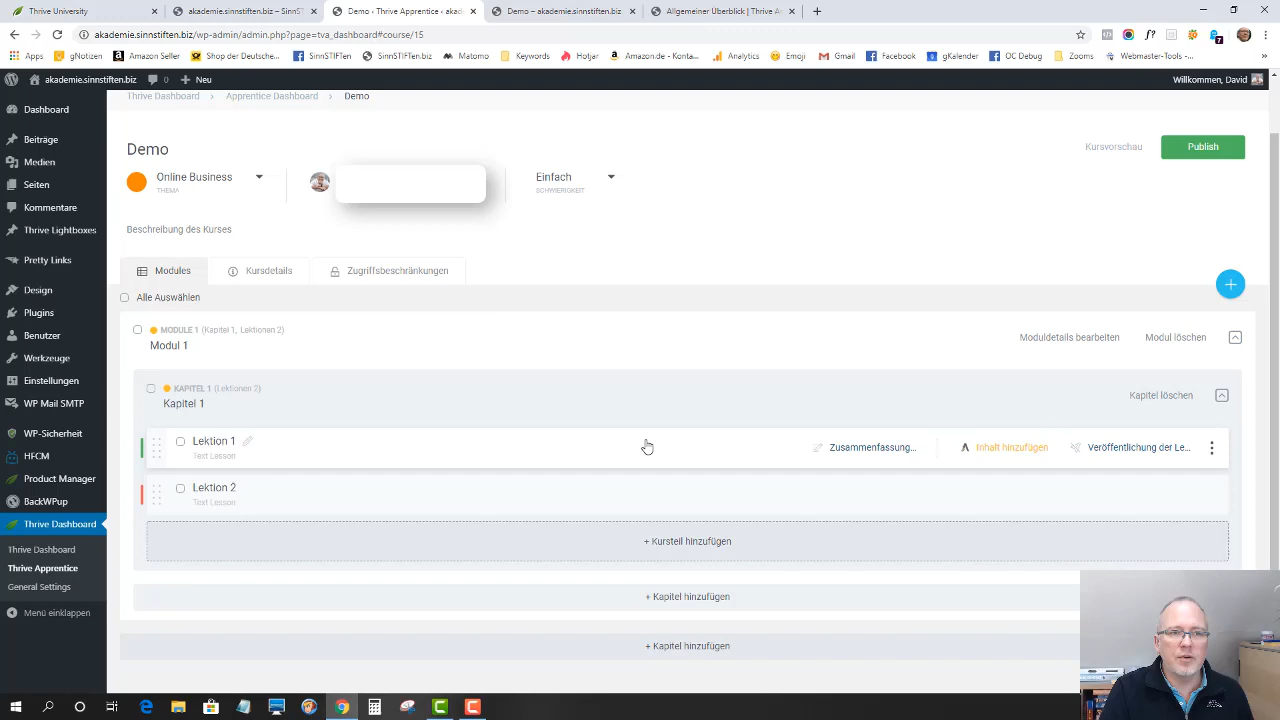 Thrive University
akademie.sinnstiften.biz – SinnST
Demo ‹ Thrive Apprentice ‹ akad
Demo – akademie.sinnstiften.biz
Allgemeiner Überblick | Thrive A
akademie.sinnstiften.biz/wp-admin/admin.php?page=tva_dashboard#course/15
7
Apps
gNotizen
Amazon.de
Shop der Deutsche...
SinnSTIFten
SinnSTIFTen
Matomo
Keywords
Hotjar
Amazon.de - Konta...
Analytics
Emoji
Gmail
Facebook
gKalender
OC Debug
Zooms
Webmaster-Tools -...
akademie.sinnstiften.biz
0
Neu
Willkommen, David
Dashboard
Beiträge
Medien
Seiten
Kommentare
Thrive Lightboxes
Pretty Links
Design
Plugins
Benutzer
Werkzeuge
Einstellungen
WP Mail SMTP
WP-Sicherheit
HFCM
Product Manager
BackWPup
Thrive Dashboard
Thrive Dashboard
Thrive Apprentice
General Settings
Menü einklappen
Thrive Dashboard > Apprentice Dashboard > Demo
Demo
Kursvorschau
Publish
Online Business
THEMA
Einfach
SCHWIERIGKEIT
Beschreibung des Kurses
Modules
Kursdetails
Zugriffsbeschränkungen
Alle Auswählen
MODULE 1 (Kapitel 1, Lektionen 2)
Modul 1
Moduldetails bearbeiten
Modul löschen
KAPITEL 1 (Lektionen 2)
Kapitel 1
Kapitel löschen
Lektion 1
Text Lesson
Zusammenfassung...
Inhalt hinzufügen
Veröffentlichung der Le...
Lektion 2
Text Lesson
+ Kursteil hinzufügen
+ Kapitel hinzufügen
+ Kapitel hinzufügen